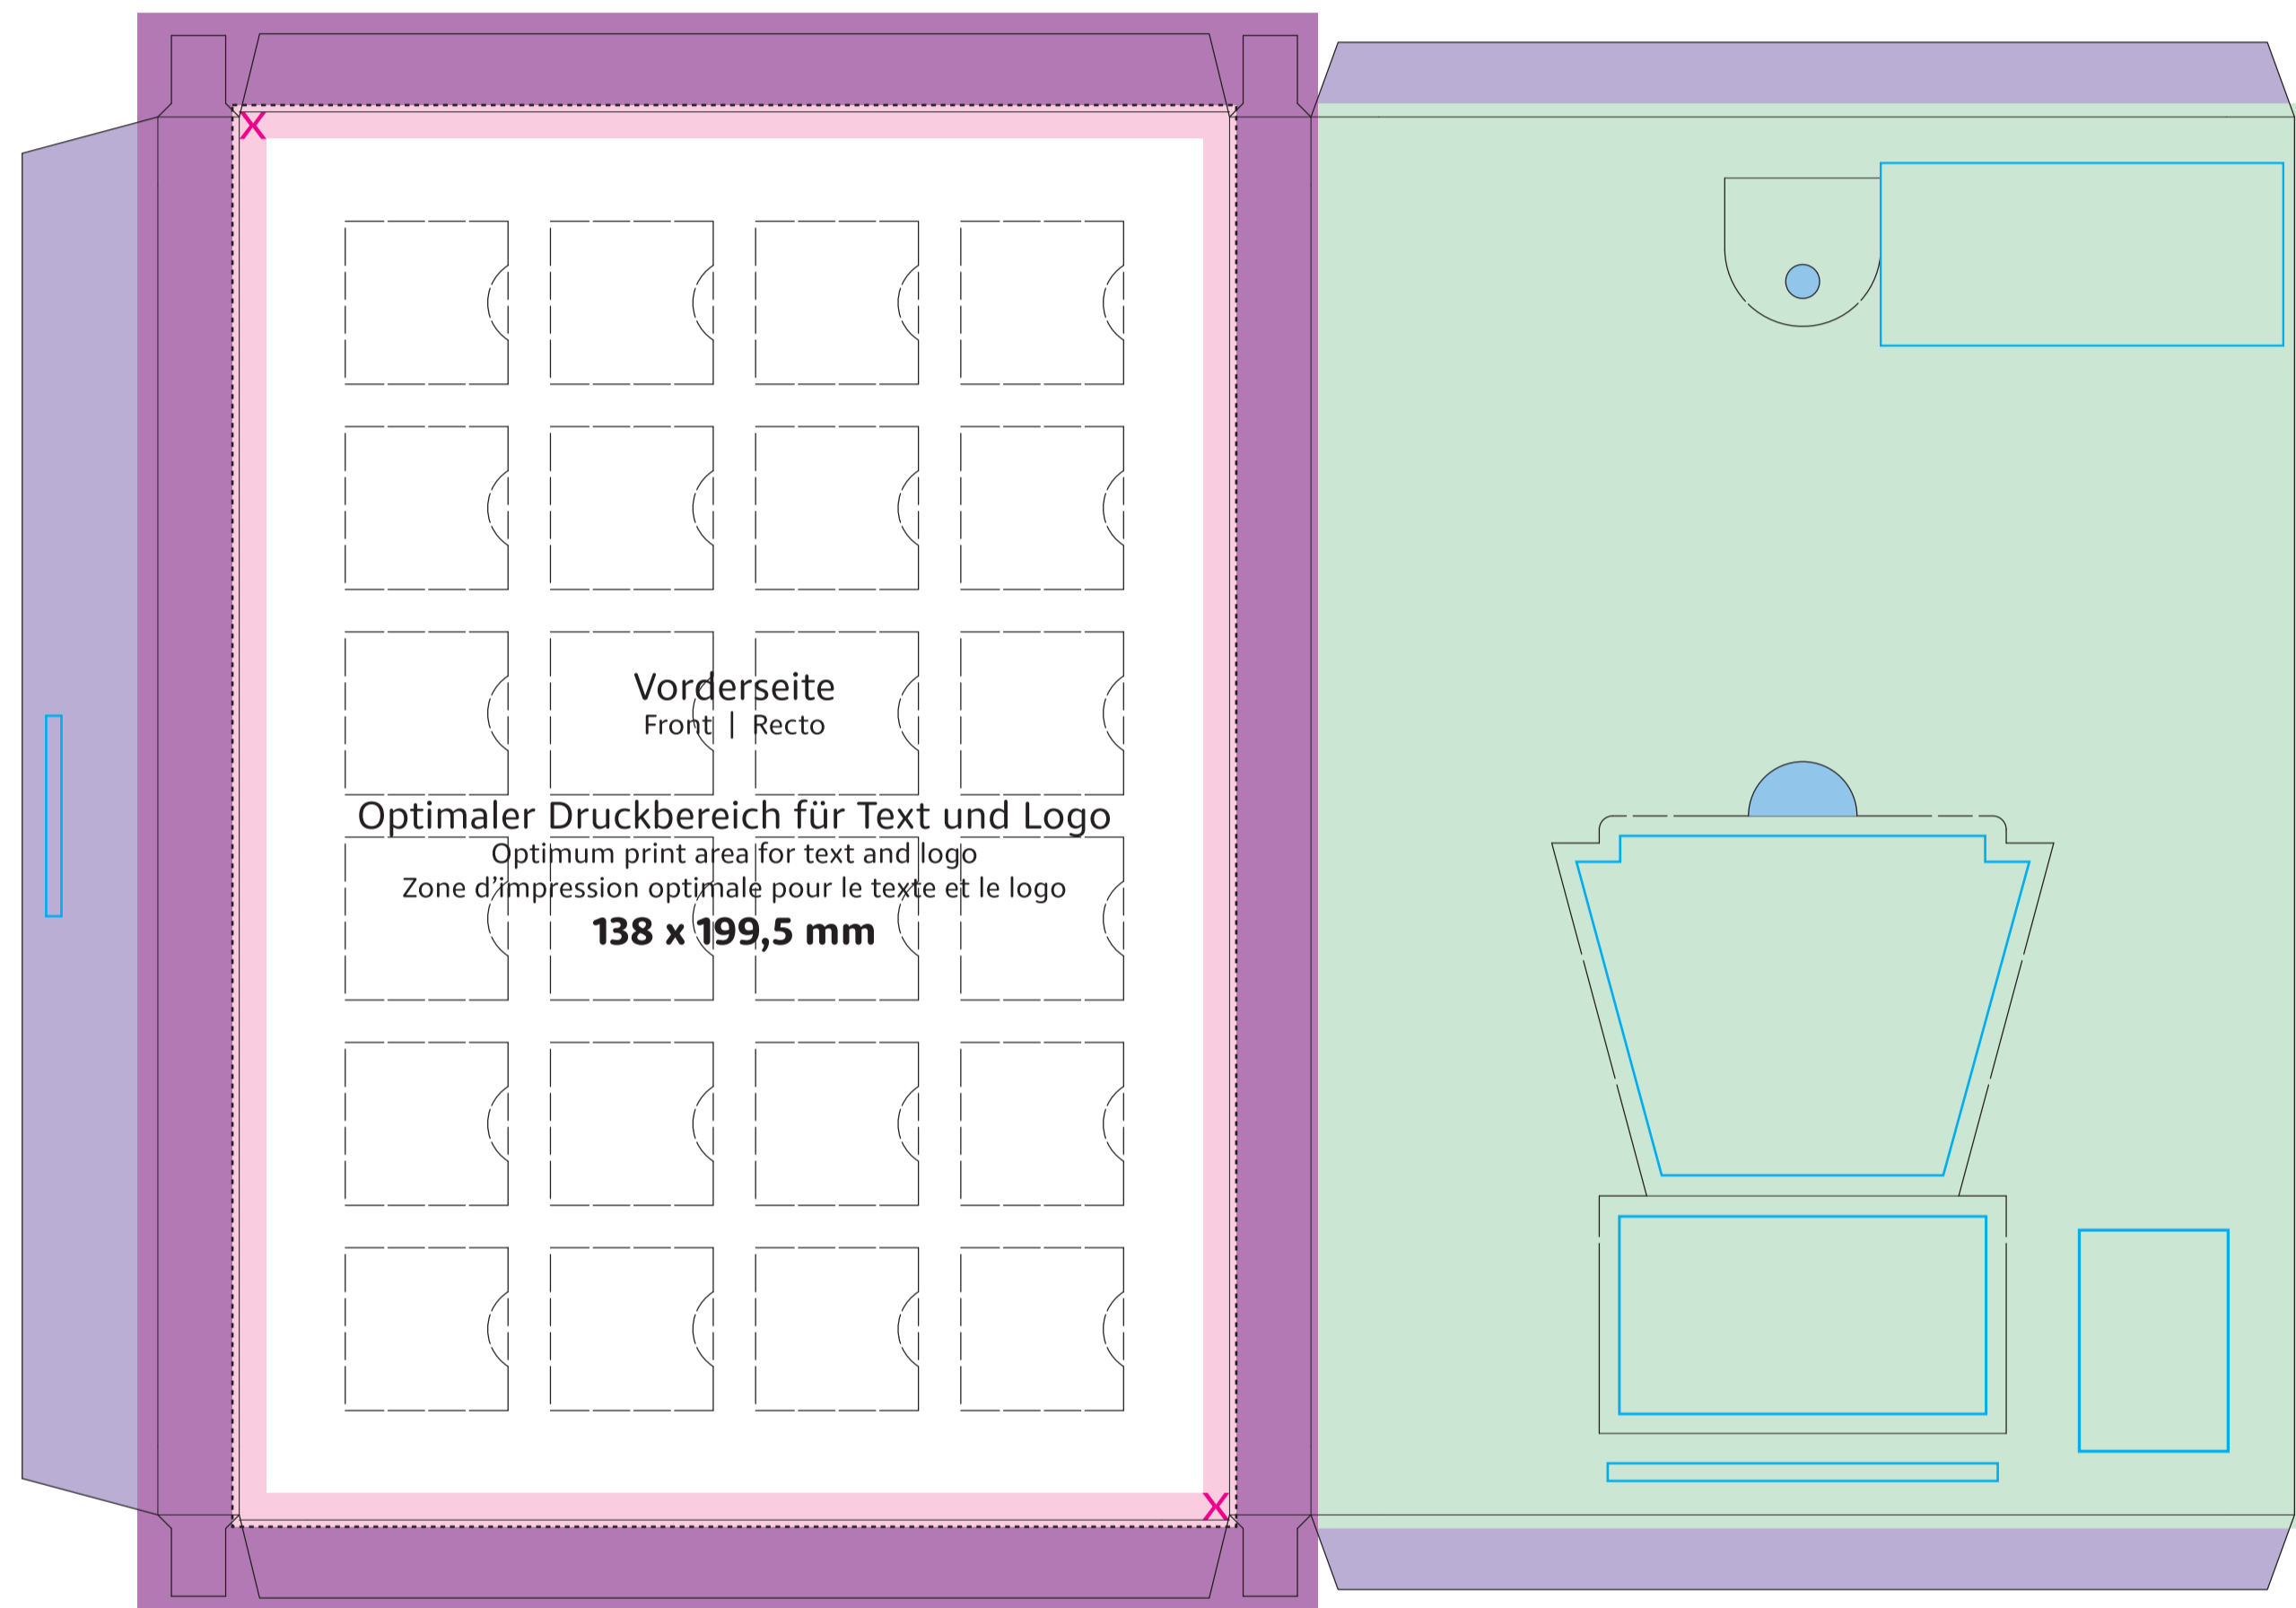 X
Vorderseite
Front | Recto
Optimaler Druckbereich für Text und Logo
Optimum print area for text and logo
Zone d'impression optimale pour le texte et le logo
138 x 199,5 mm
X